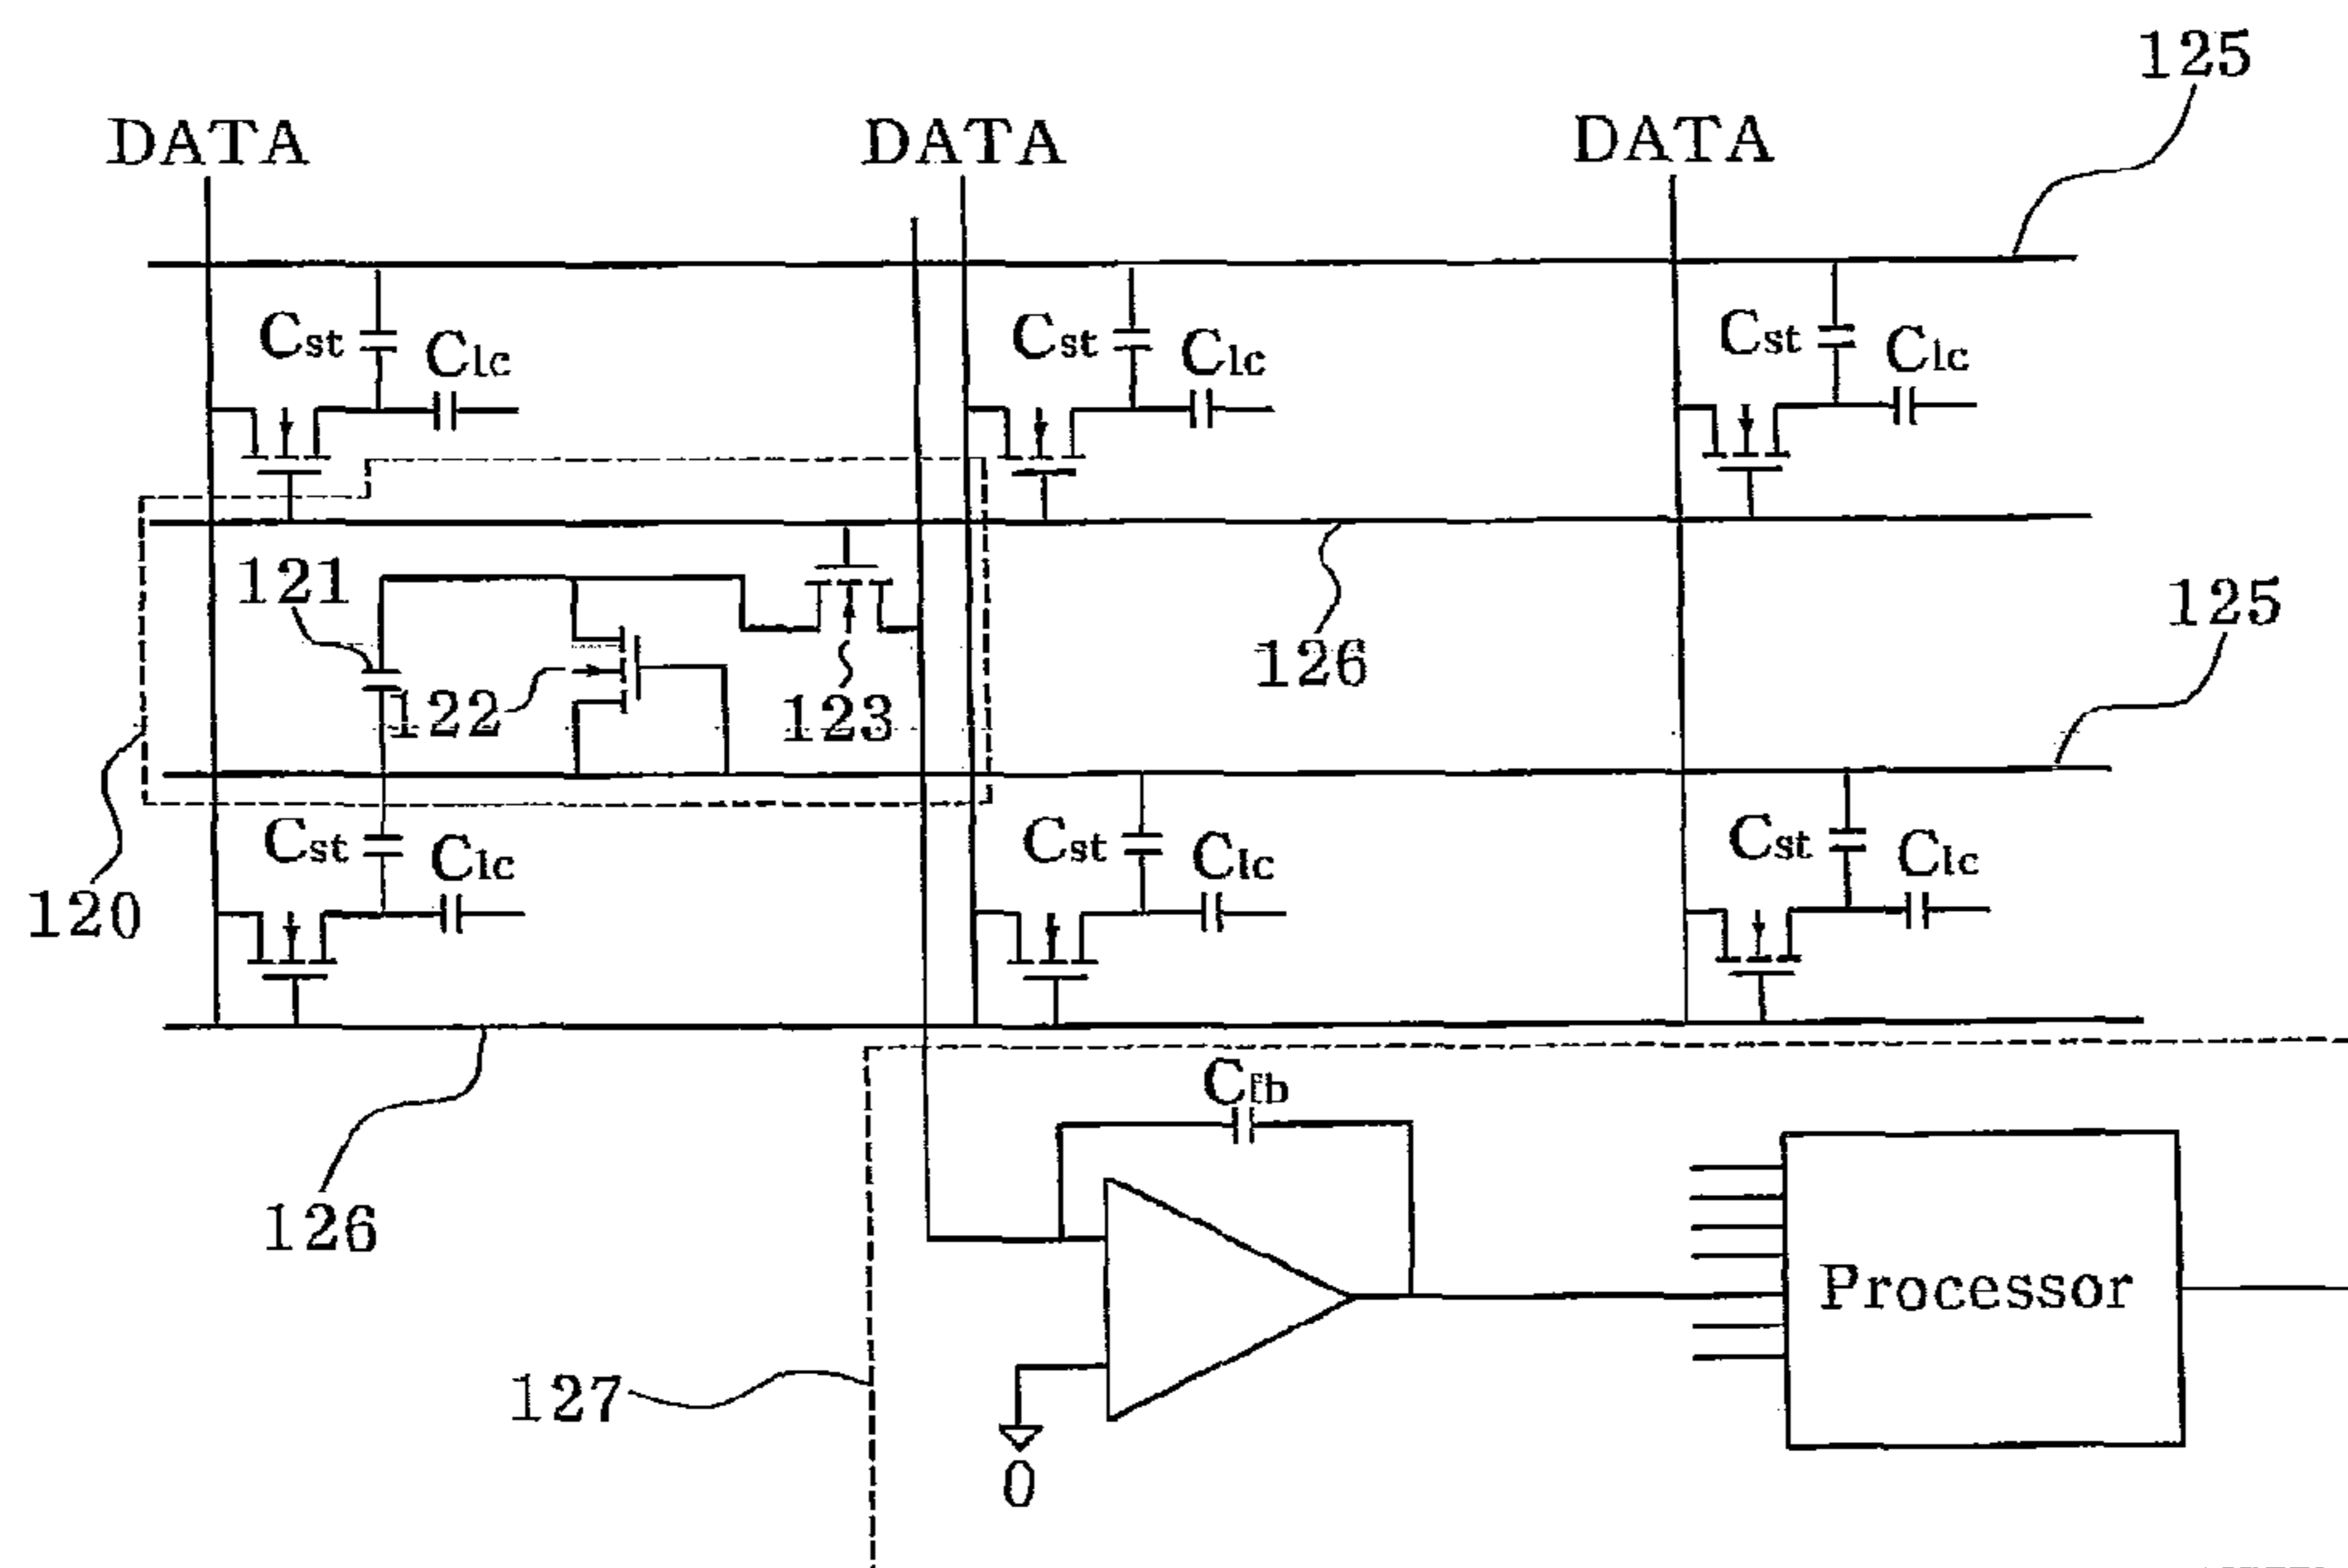 125
DATA DATA DATA
Cst Clc Cst Clc Cst Clc
121
125
126
122
123
Cst Clc Cst Clc Cst Clc
120
Cfb
126
Processor
127
0